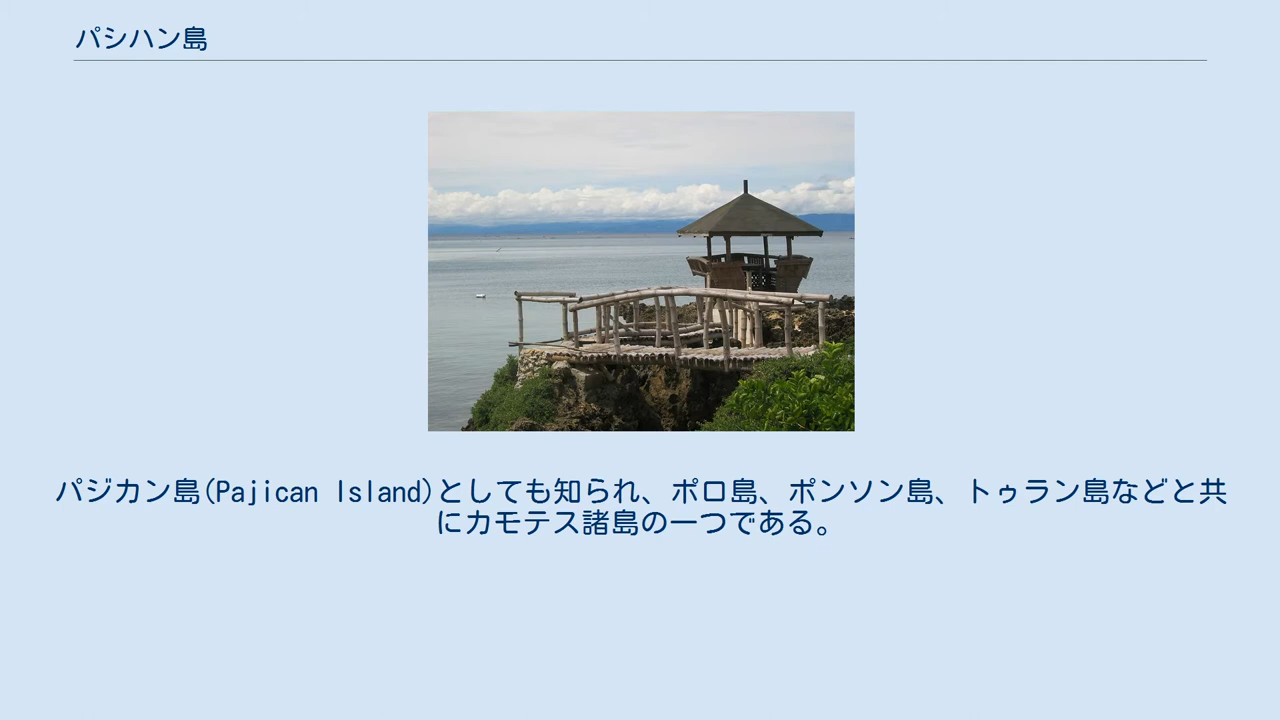 パシハン島
パジカン島(Pajican Island)としても知られ、ポロ島、ポンソン島、トゥラン島などと共
にカモテス諸島の一つである。